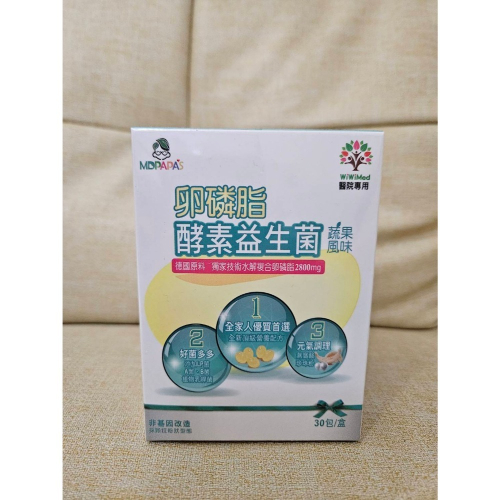 MDPAPA'S
WiWiMed
醫院專用
卵磷脂
酵素益生菌
蔬果
風味
德國原料 獨家技術水解複合卵磷脂2800mg
1
全家人優質首選
2
好菌多多
3
元氣調理
非基因改造
30包/盒